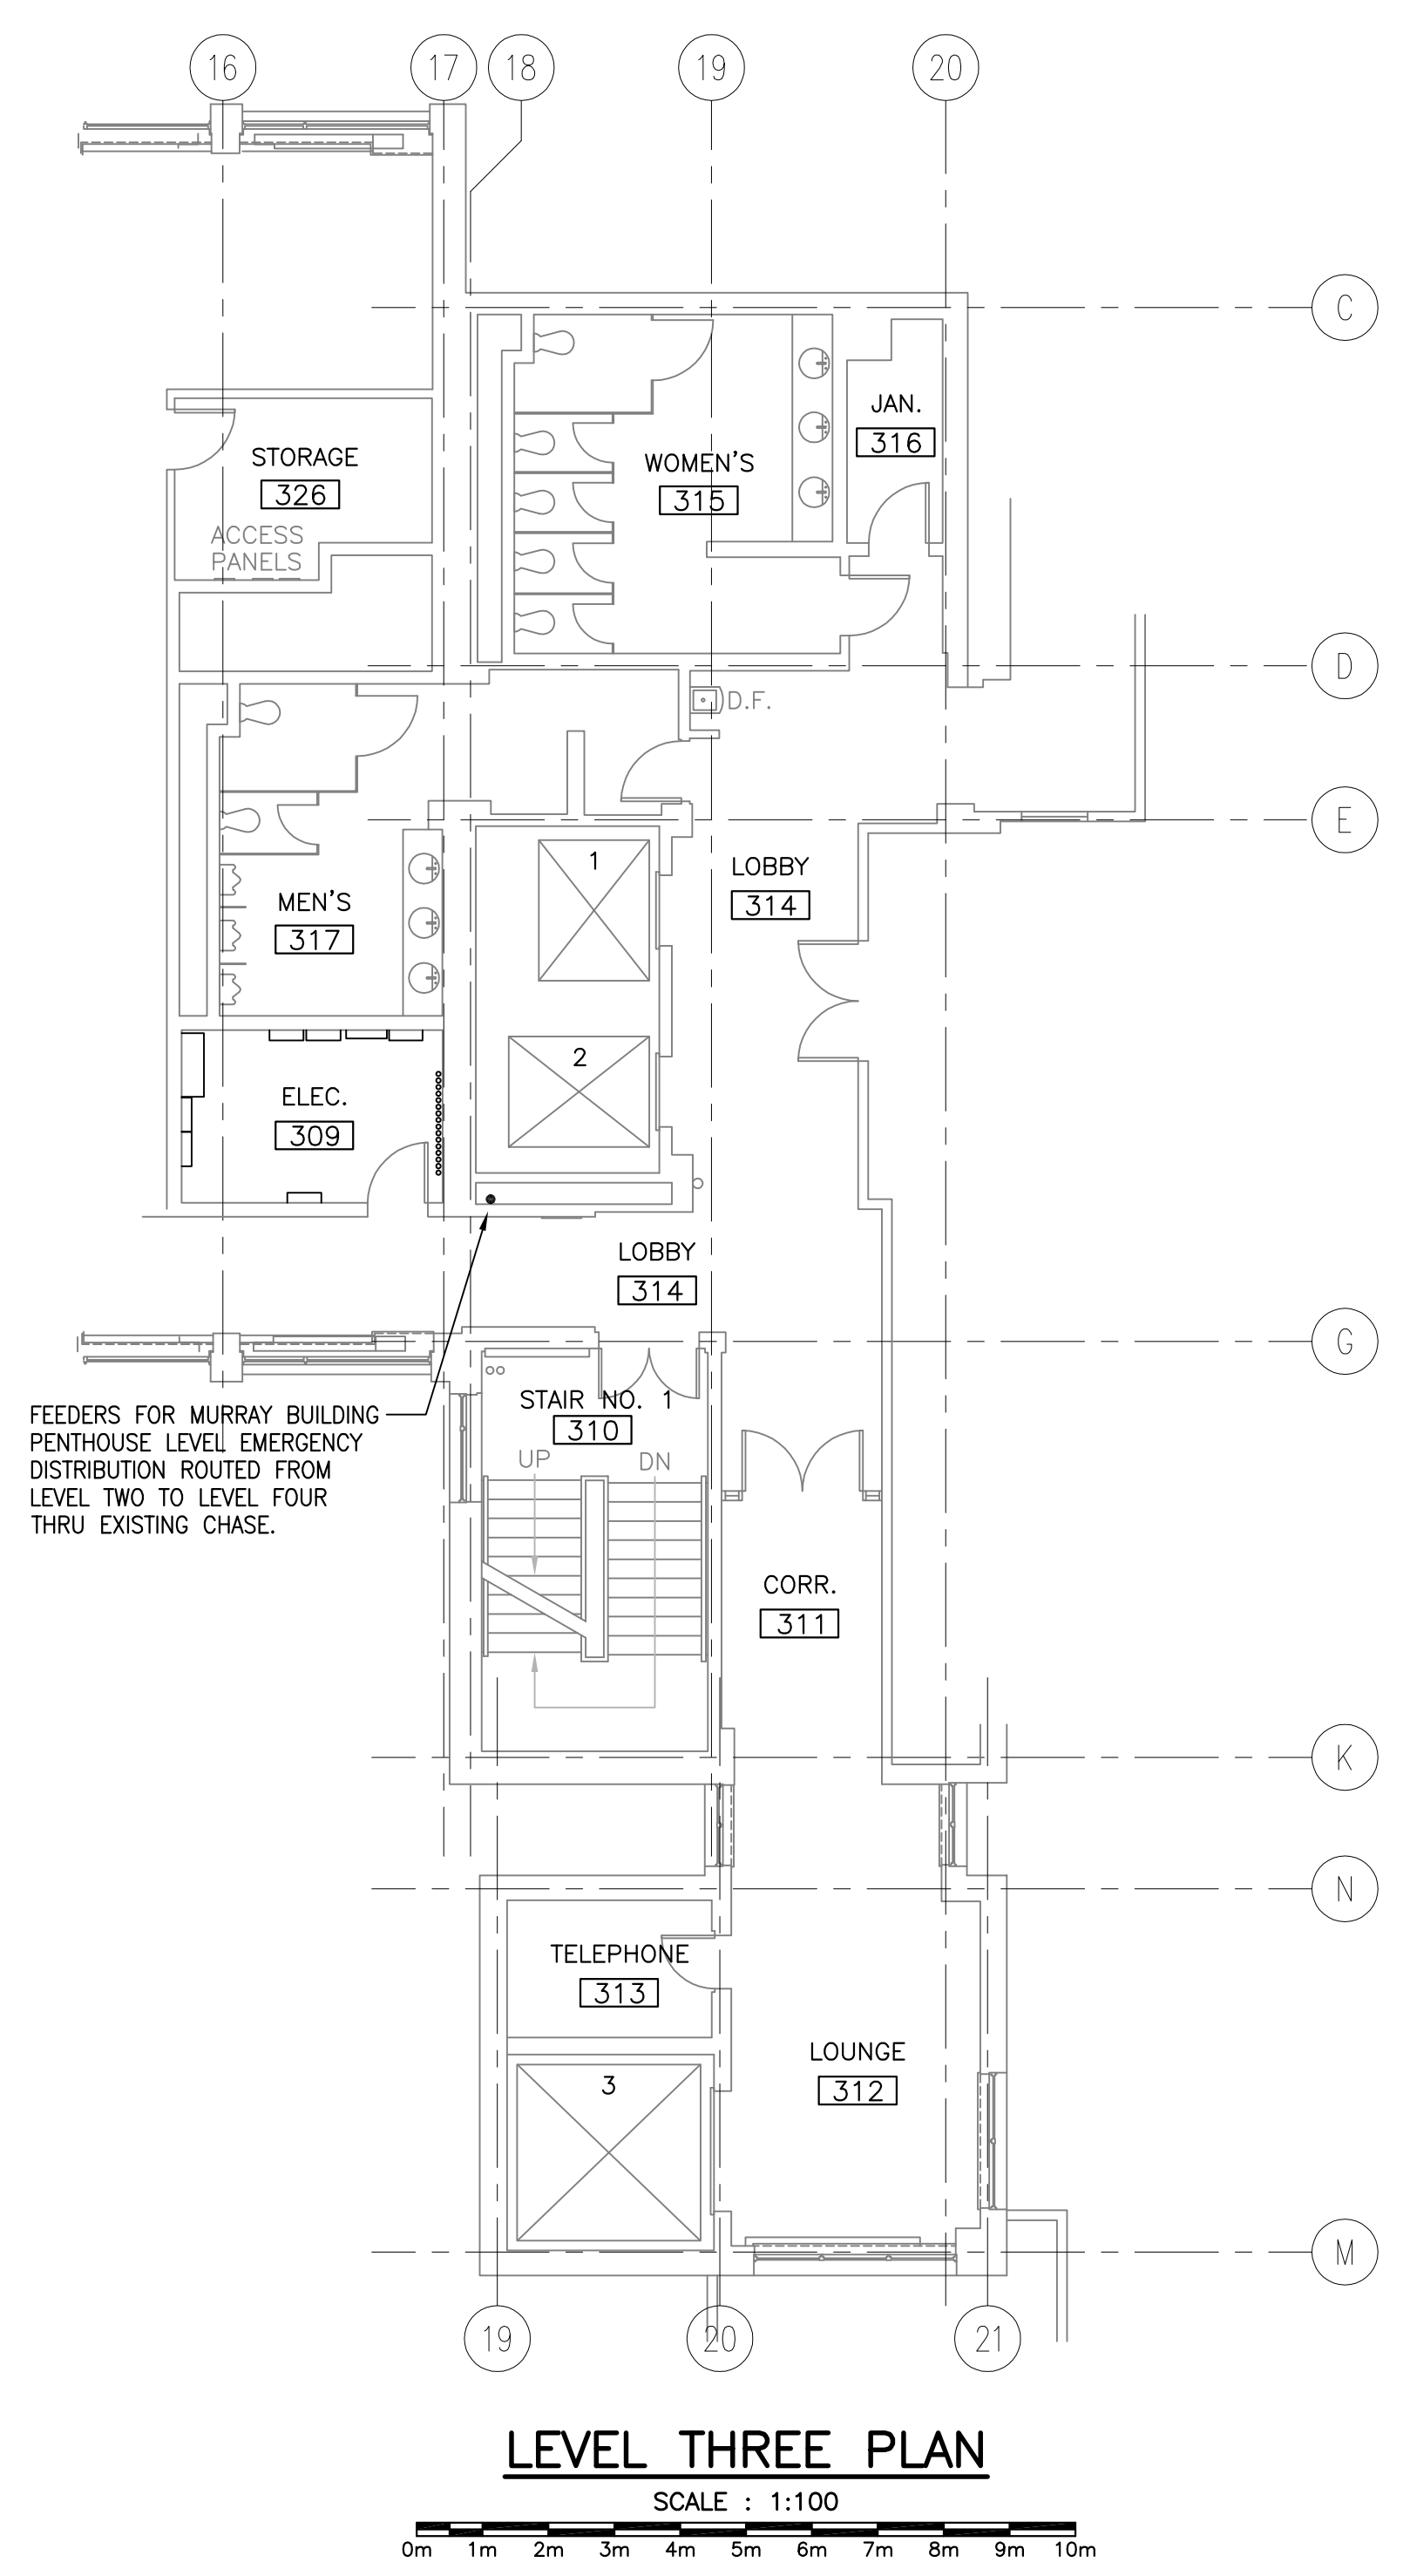 16
17
18
19
20
C
JAN.
316
STORAGE
326
WOMEN'S
315
ACCESS
PANELS
D
D.F.
E
1
LOBBY
314
MEN'S
317
2
ELEC.
309
LOBBY
314
G
STAIR NO. 1
310
FEEDERS FOR MURRAY BUILDING
PENTHOUSE LEVEL EMERGENCY
DISTRIBUTION ROUTED FROM
LEVEL TWO TO LEVEL FOUR
THRU EXISTING CHASE.
UP
DN
CORR.
311
K
N
TELEPHONE
313
LOUNGE
312
3
M
19
20
21
LEVEL THREE PLAN
SCALE : 1:100
0m 1m 2m 3m 4m 5m 6m 7m 8m 9m 10m